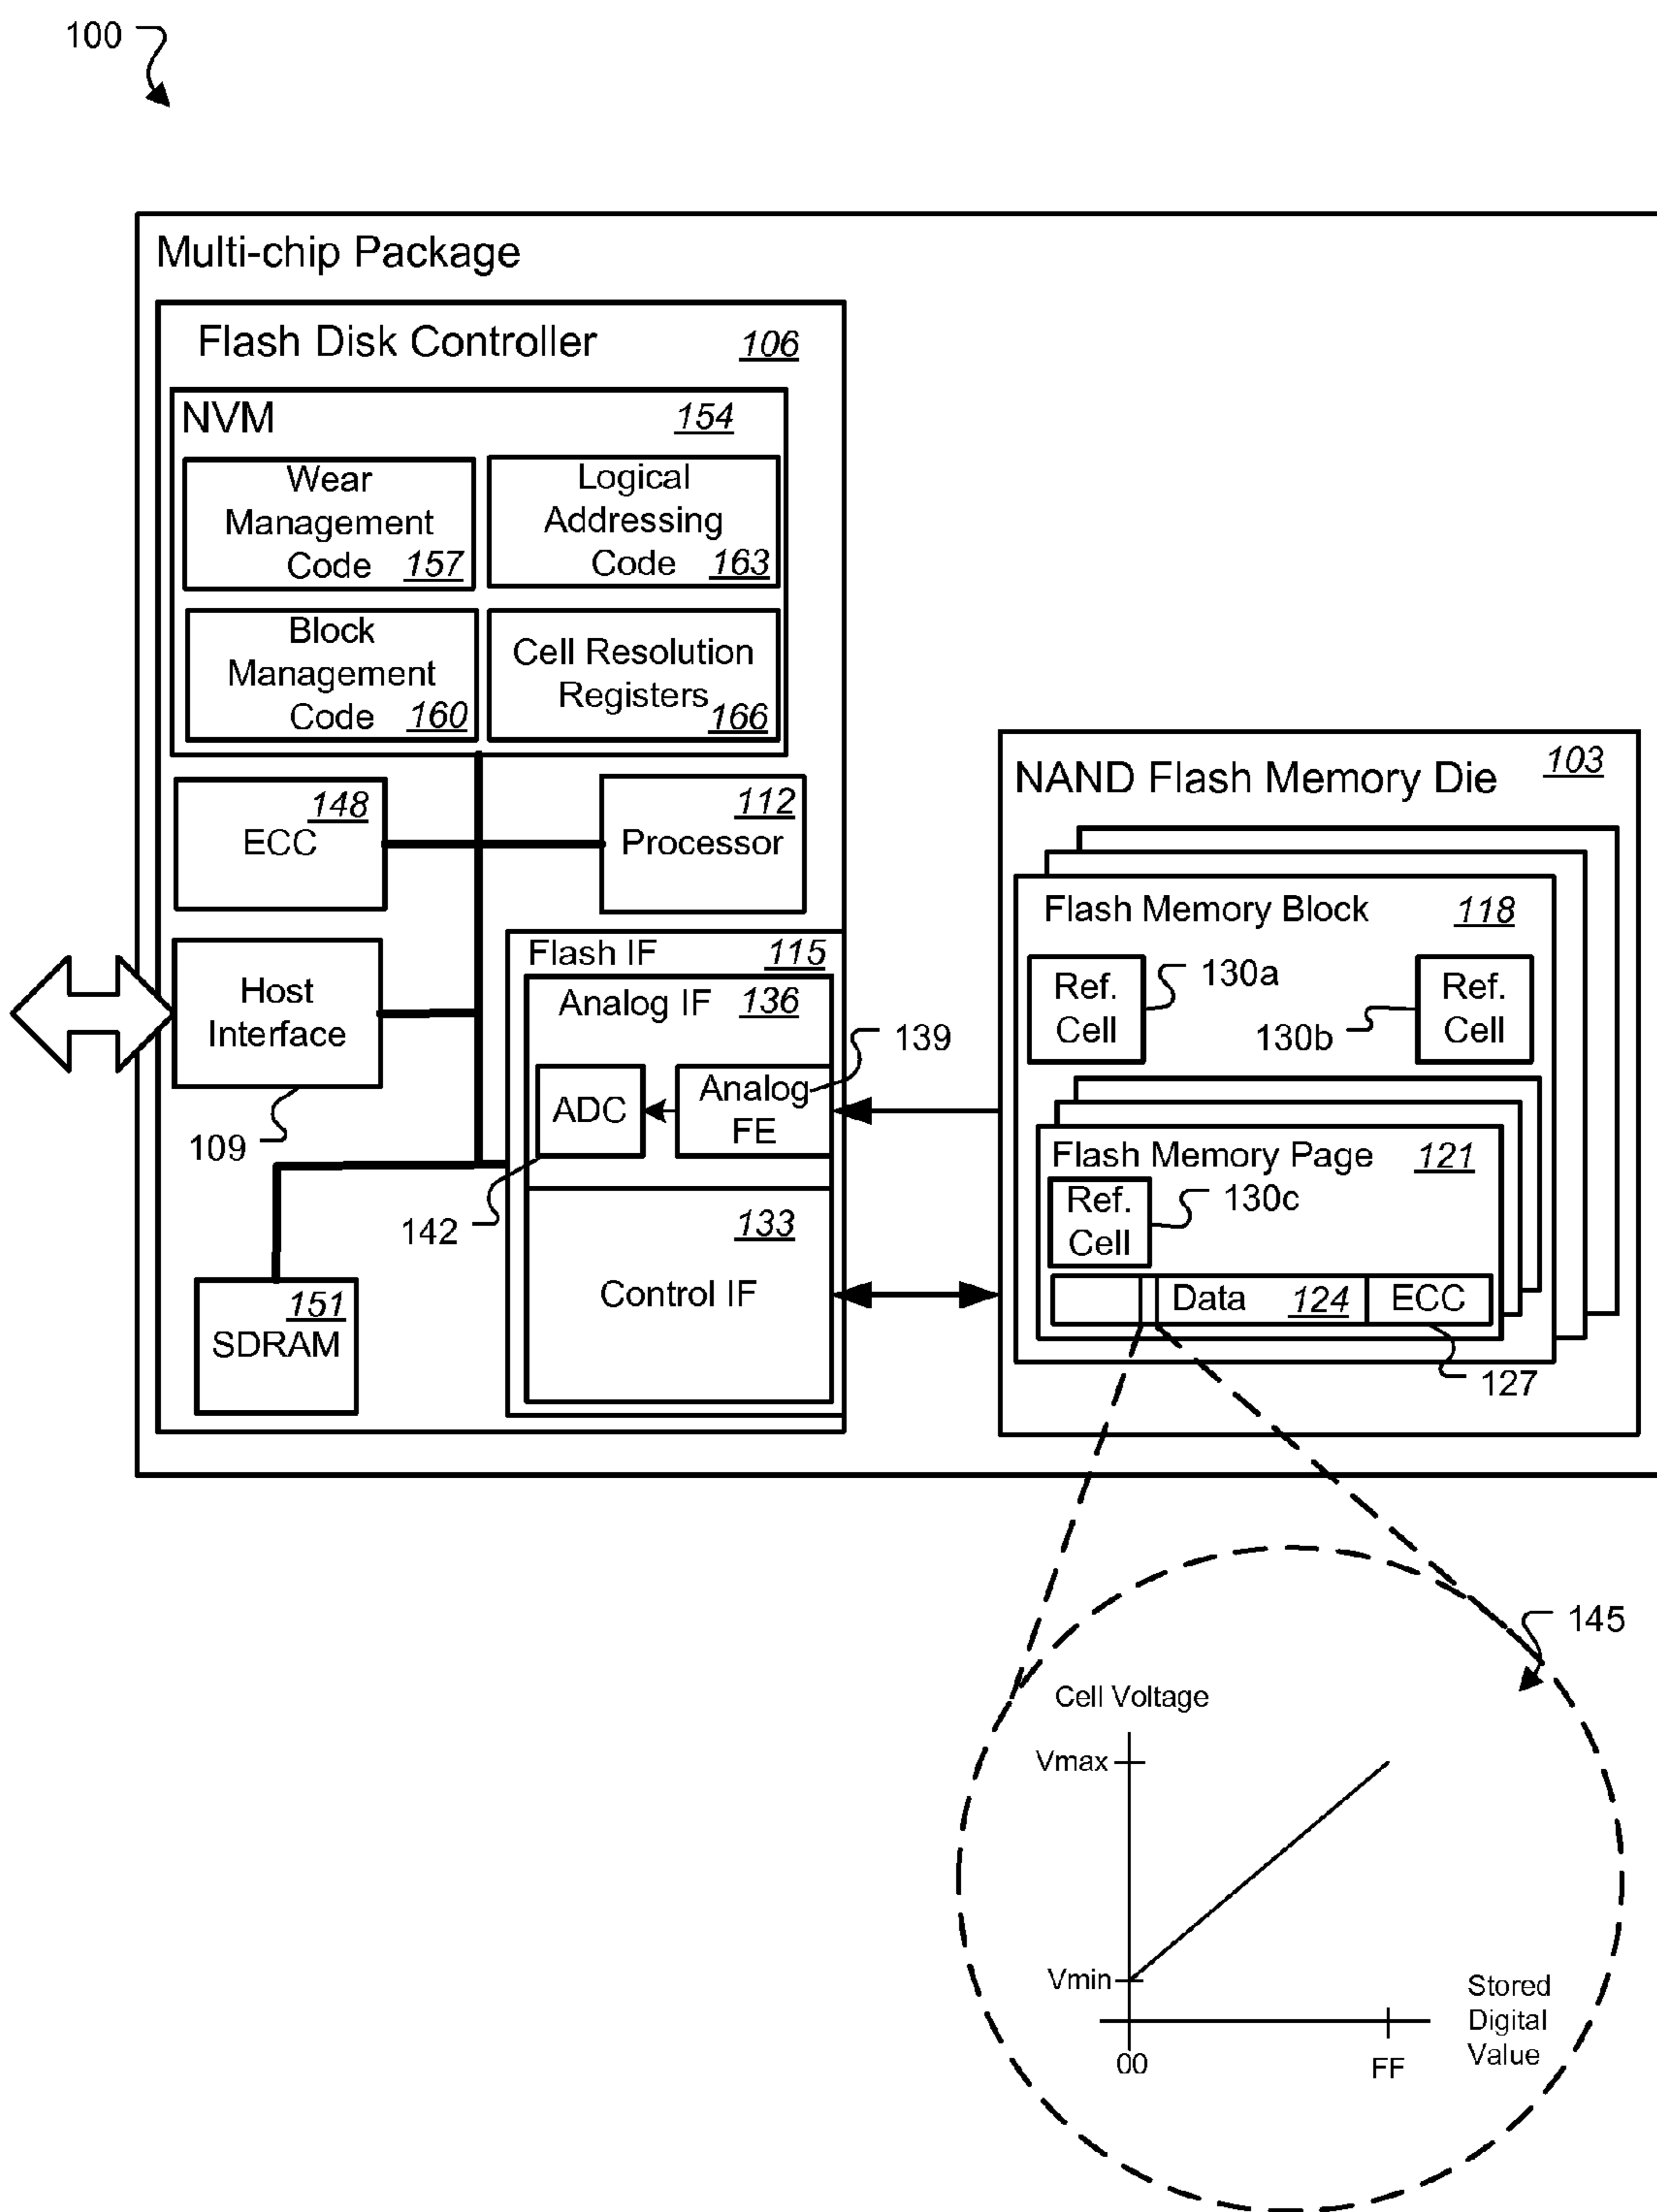 100
Multi-chip Package
Flash Disk Controller 106
NVM 154
Wear
Management
Code 157
Logical
Addressing
Code 163
Block
Management
Code 160
Cell Resolution
Registers 166
148
ECC
112
Processor
Host
Interface
109
Flash IF 115
Analog IF 136
139
ADC
Analog
FE
142
133
Control IF
151
SDRAM
NAND Flash Memory Die 103
Flash Memory Block 118
Ref.
Cell
130a
130b
Ref.
Cell
Flash Memory Page 121
Ref.
Cell
130c
Data 124 ECC
127
145
Cell Voltage
Vmax
Vmin
00
FF
Stored
Digital
Value